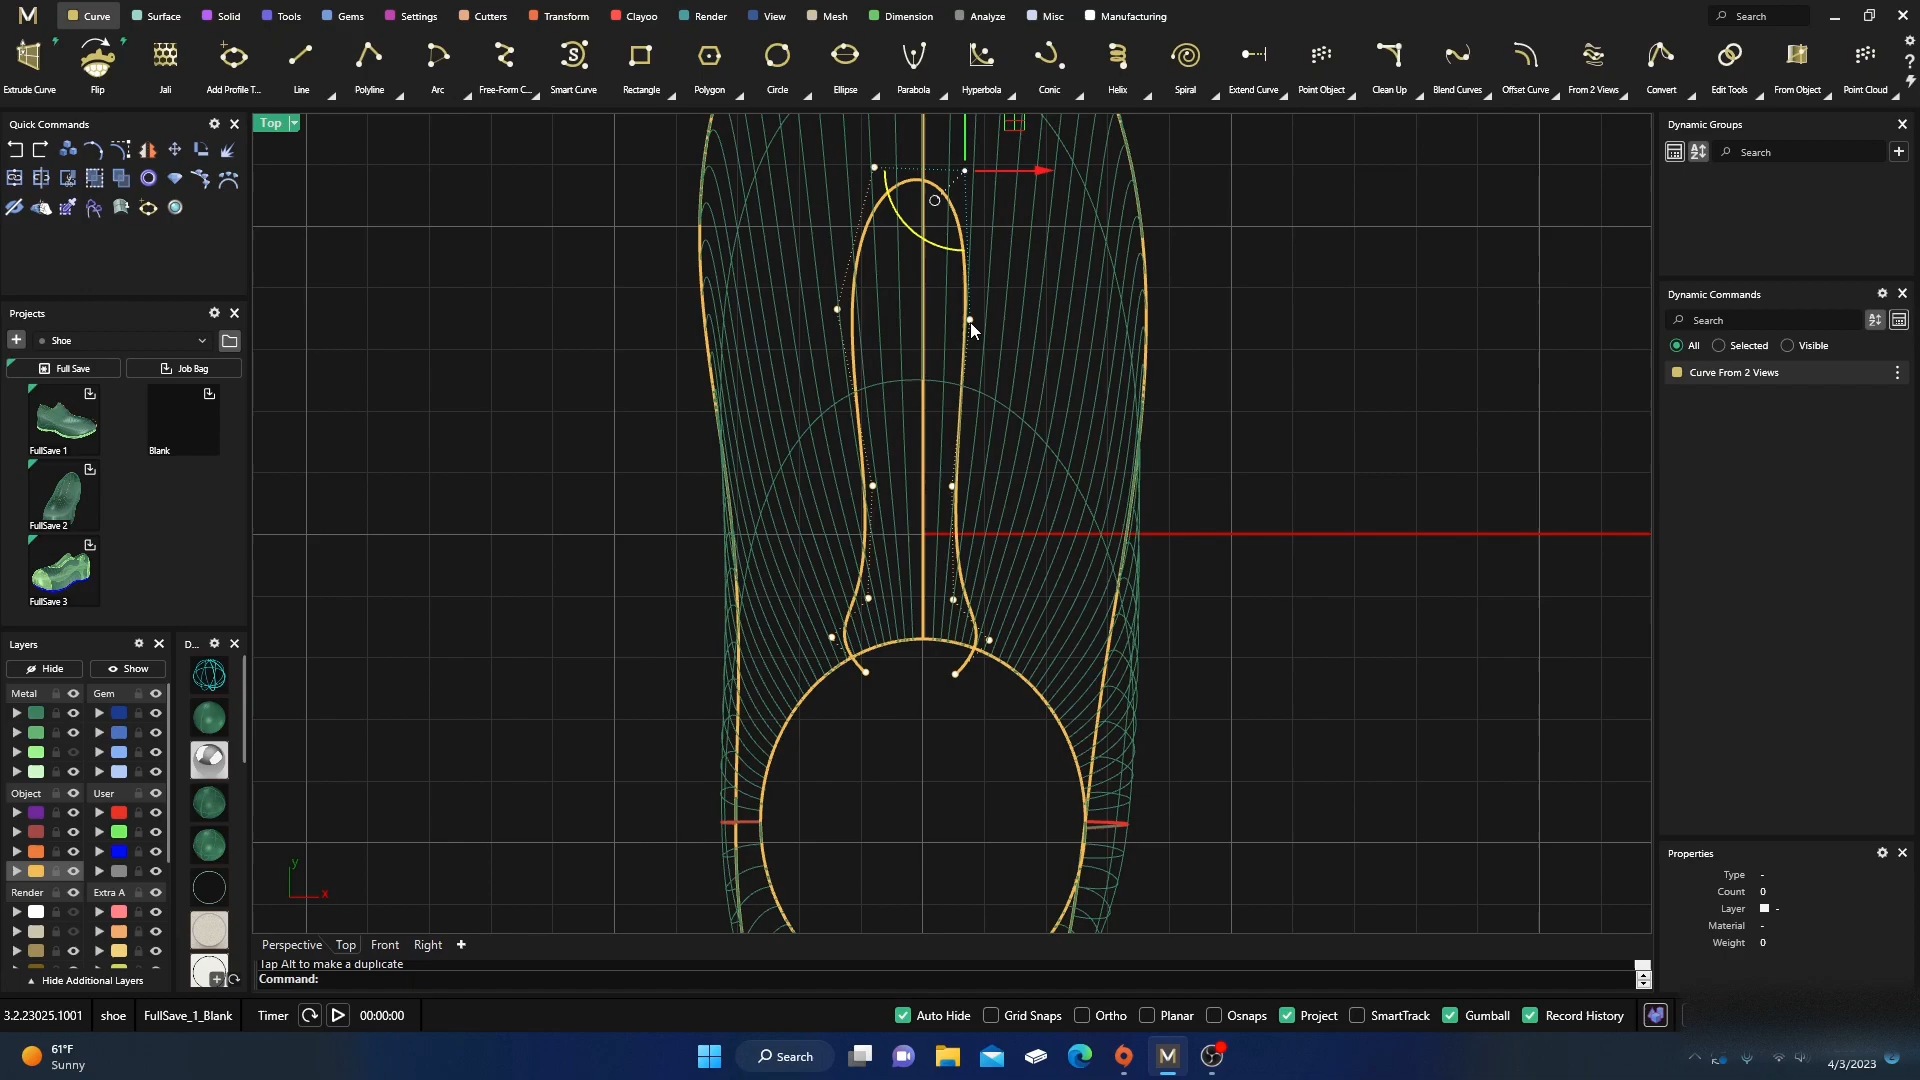 M Curve Surface Solid Tools Gems Settings Cutters Transform Clayoo Render View Mesh Dimension Analyze Misc Manufacturing Search
Extrude Curve Flip Jali Add Profile T... Line Polyline Arc Free-Form C... Smart Curve Rectangle Polygon Circle Ellipse Parabola Hyperbola Conic Helix Spiral Extend Curve Point Object Clean Up Blend Curves Offset Curve From 2 Views Convert Edit Tools From Object Point Cloud
Quick Commands
Top
Dynamic Groups
Search
Projects
Shoe
Full Save Job Bag
FullSave 1 Blank
FullSave 2
FullSave 3
Dynamic Commands
Search
All Selected Visible
Curve From 2 Views
Layers D...
Hide Show
Metal Gem
Object User
Render Extra A
Hide Additional Layers
y
x
Properties
Type -
Count 0
Layer -
Material -
Weight 0
Perspective Top Front Right
Tap Alt to make a duplicate
Command:
3.2.23025.1001 shoe FullSave_1_Blank Timer 00:00:00 Auto Hide Grid Snaps Ortho Planar Osnaps Project SmartTrack Gumball Record History
61°F
Sunny
Search
M
4/3/2023